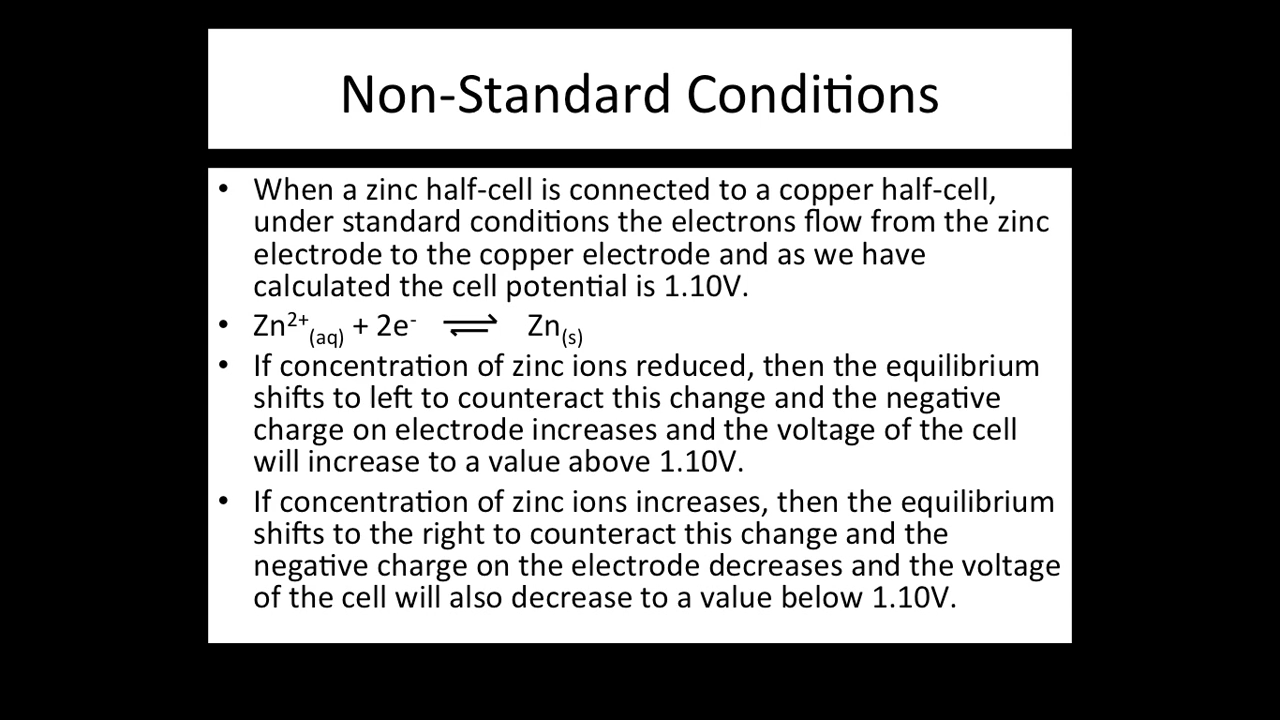 Non-Standard Conditions
• When a zinc half-cell is connected to a copper half-cell,
under standard conditions the electrons flow from the zinc
electrode to the copper electrode and as we have
calculated the cell potential is 1.10V.
• Zn²⁺(aq) + 2e⁻ ⇌ Zn(s)
• If concentration of zinc ions reduced, then the equilibrium
shifts to left to counteract this change and the negative
charge on electrode increases and the voltage of the cell
will increase to a value above 1.10V.
• If concentration of zinc ions increases, then the equilibrium
shifts to the right to counteract this change and the
negative charge on the electrode decreases and the voltage
of the cell will also decrease to a value below 1.10V.